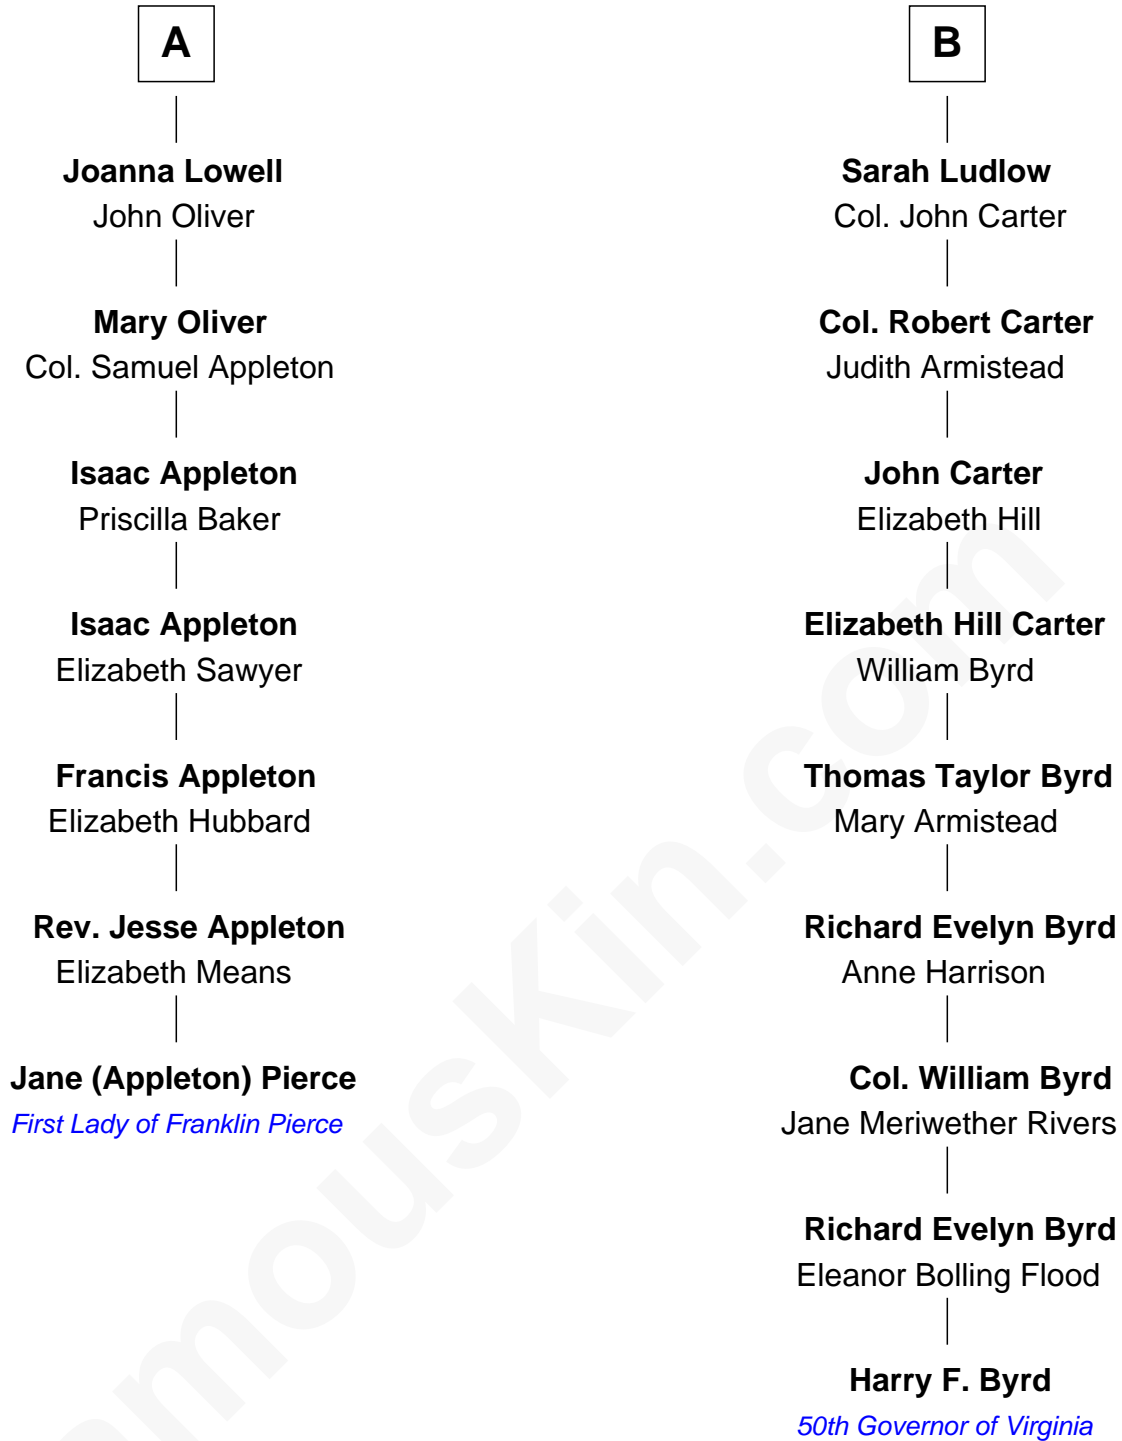 A
Joanna Lowell
John Oliver
Mary Oliver
Col. Samuel Appleton
Isaac Appleton
Priscilla Baker
Isaac Appleton
Elizabeth Sawyer
Francis Appleton
Elizabeth Hubbard
Rev. Jesse Appleton
Elizabeth Means
Jane (Appleton) Pierce
First Lady of Franklin Pierce
B
Sarah Ludlow
Col. John Carter
Col. Robert Carter
Judith Armistead
John Carter
Elizabeth Hill
Elizabeth Hill Carter
William Byrd
Thomas Taylor Byrd
Mary Armistead
Richard Evelyn Byrd
Anne Harrison
Col. William Byrd
Jane Meriwether Rivers
Richard Evelyn Byrd
Eleanor Bolling Flood
Harry F. Byrd
50th Governor of Virginia
amouskin.com